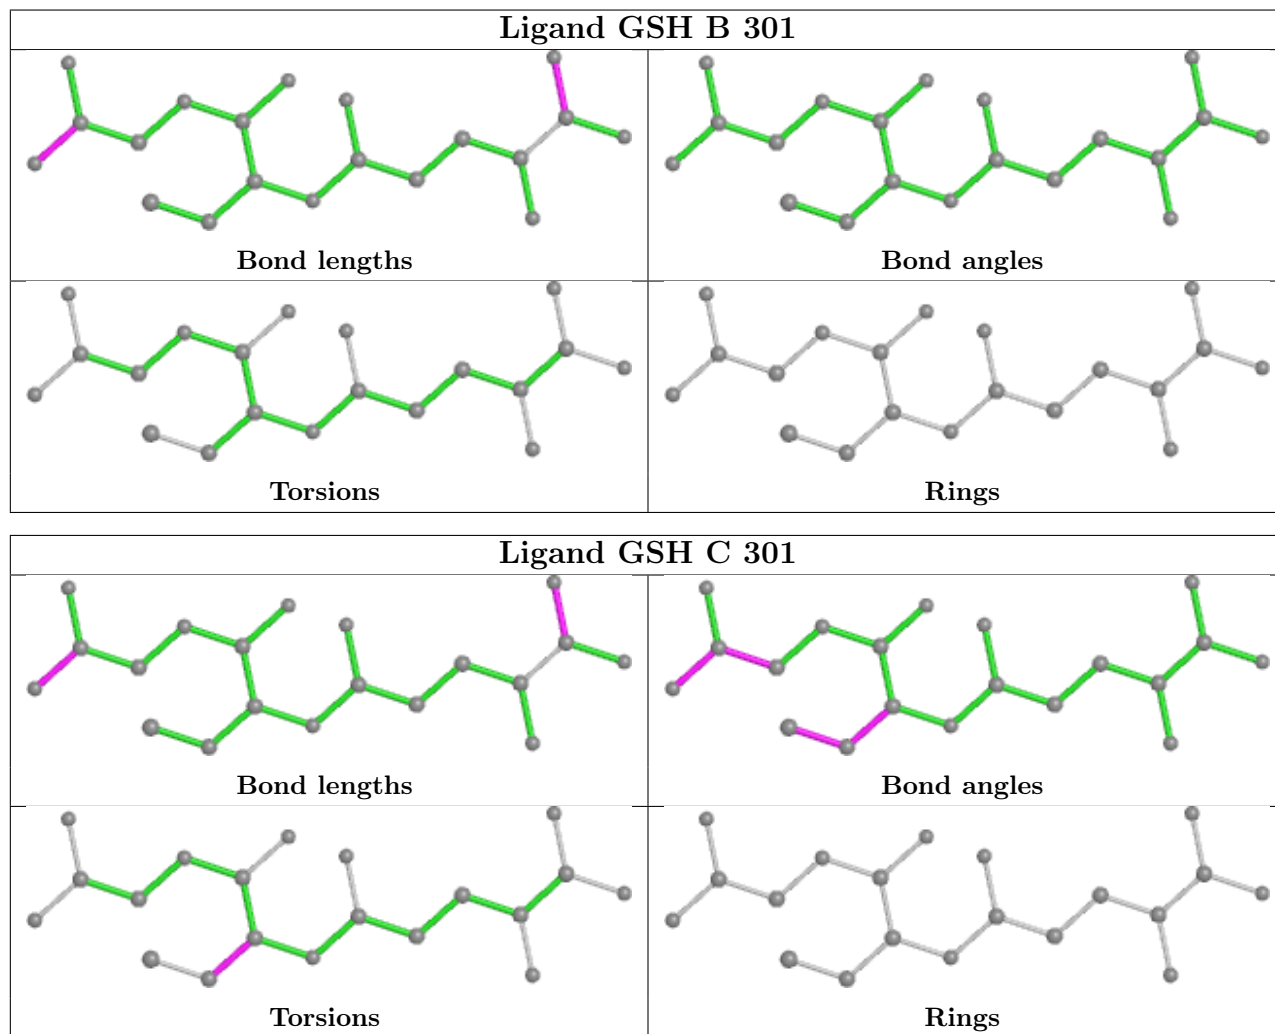 Ligand GSH B 301
Bond lengths
Bond angles
Torsions
Rings
Ligand GSH C 301
Bond lengths
Bond angles
Torsions
Rings